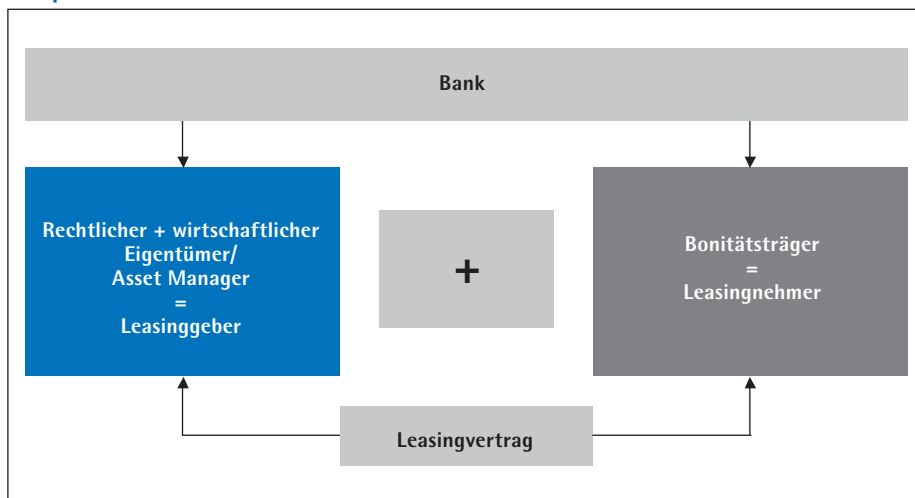 Bank
Rechtlicher + wirtschaftlicher
Eigentümer/
Asset Manager
=
Leasinggeber
+
Bonitätsträger
=
Leasingnehmer
Leasingvertrag